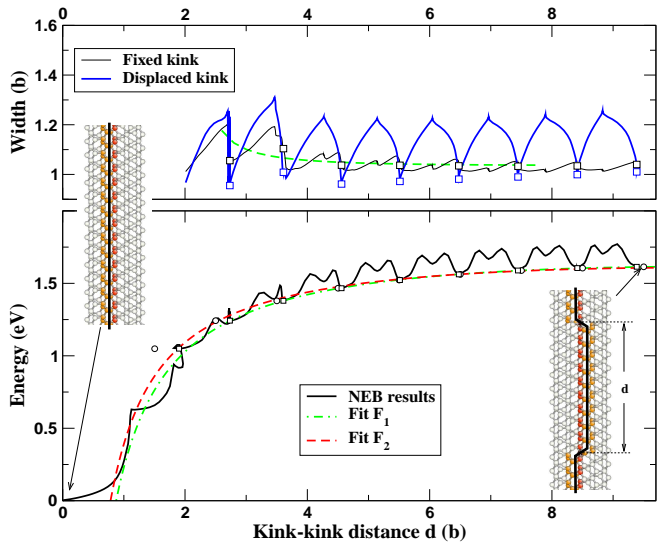 0 2 4 6 8
1.6
1.4
1.2
1
Width (b)
Fixed kink
Displaced kink
1.5
1
0.5
0
Energy (eV)
NEB results
Fit F1
Fit F2
d
0 2 4 6 8
Kink-kink distance d (b)